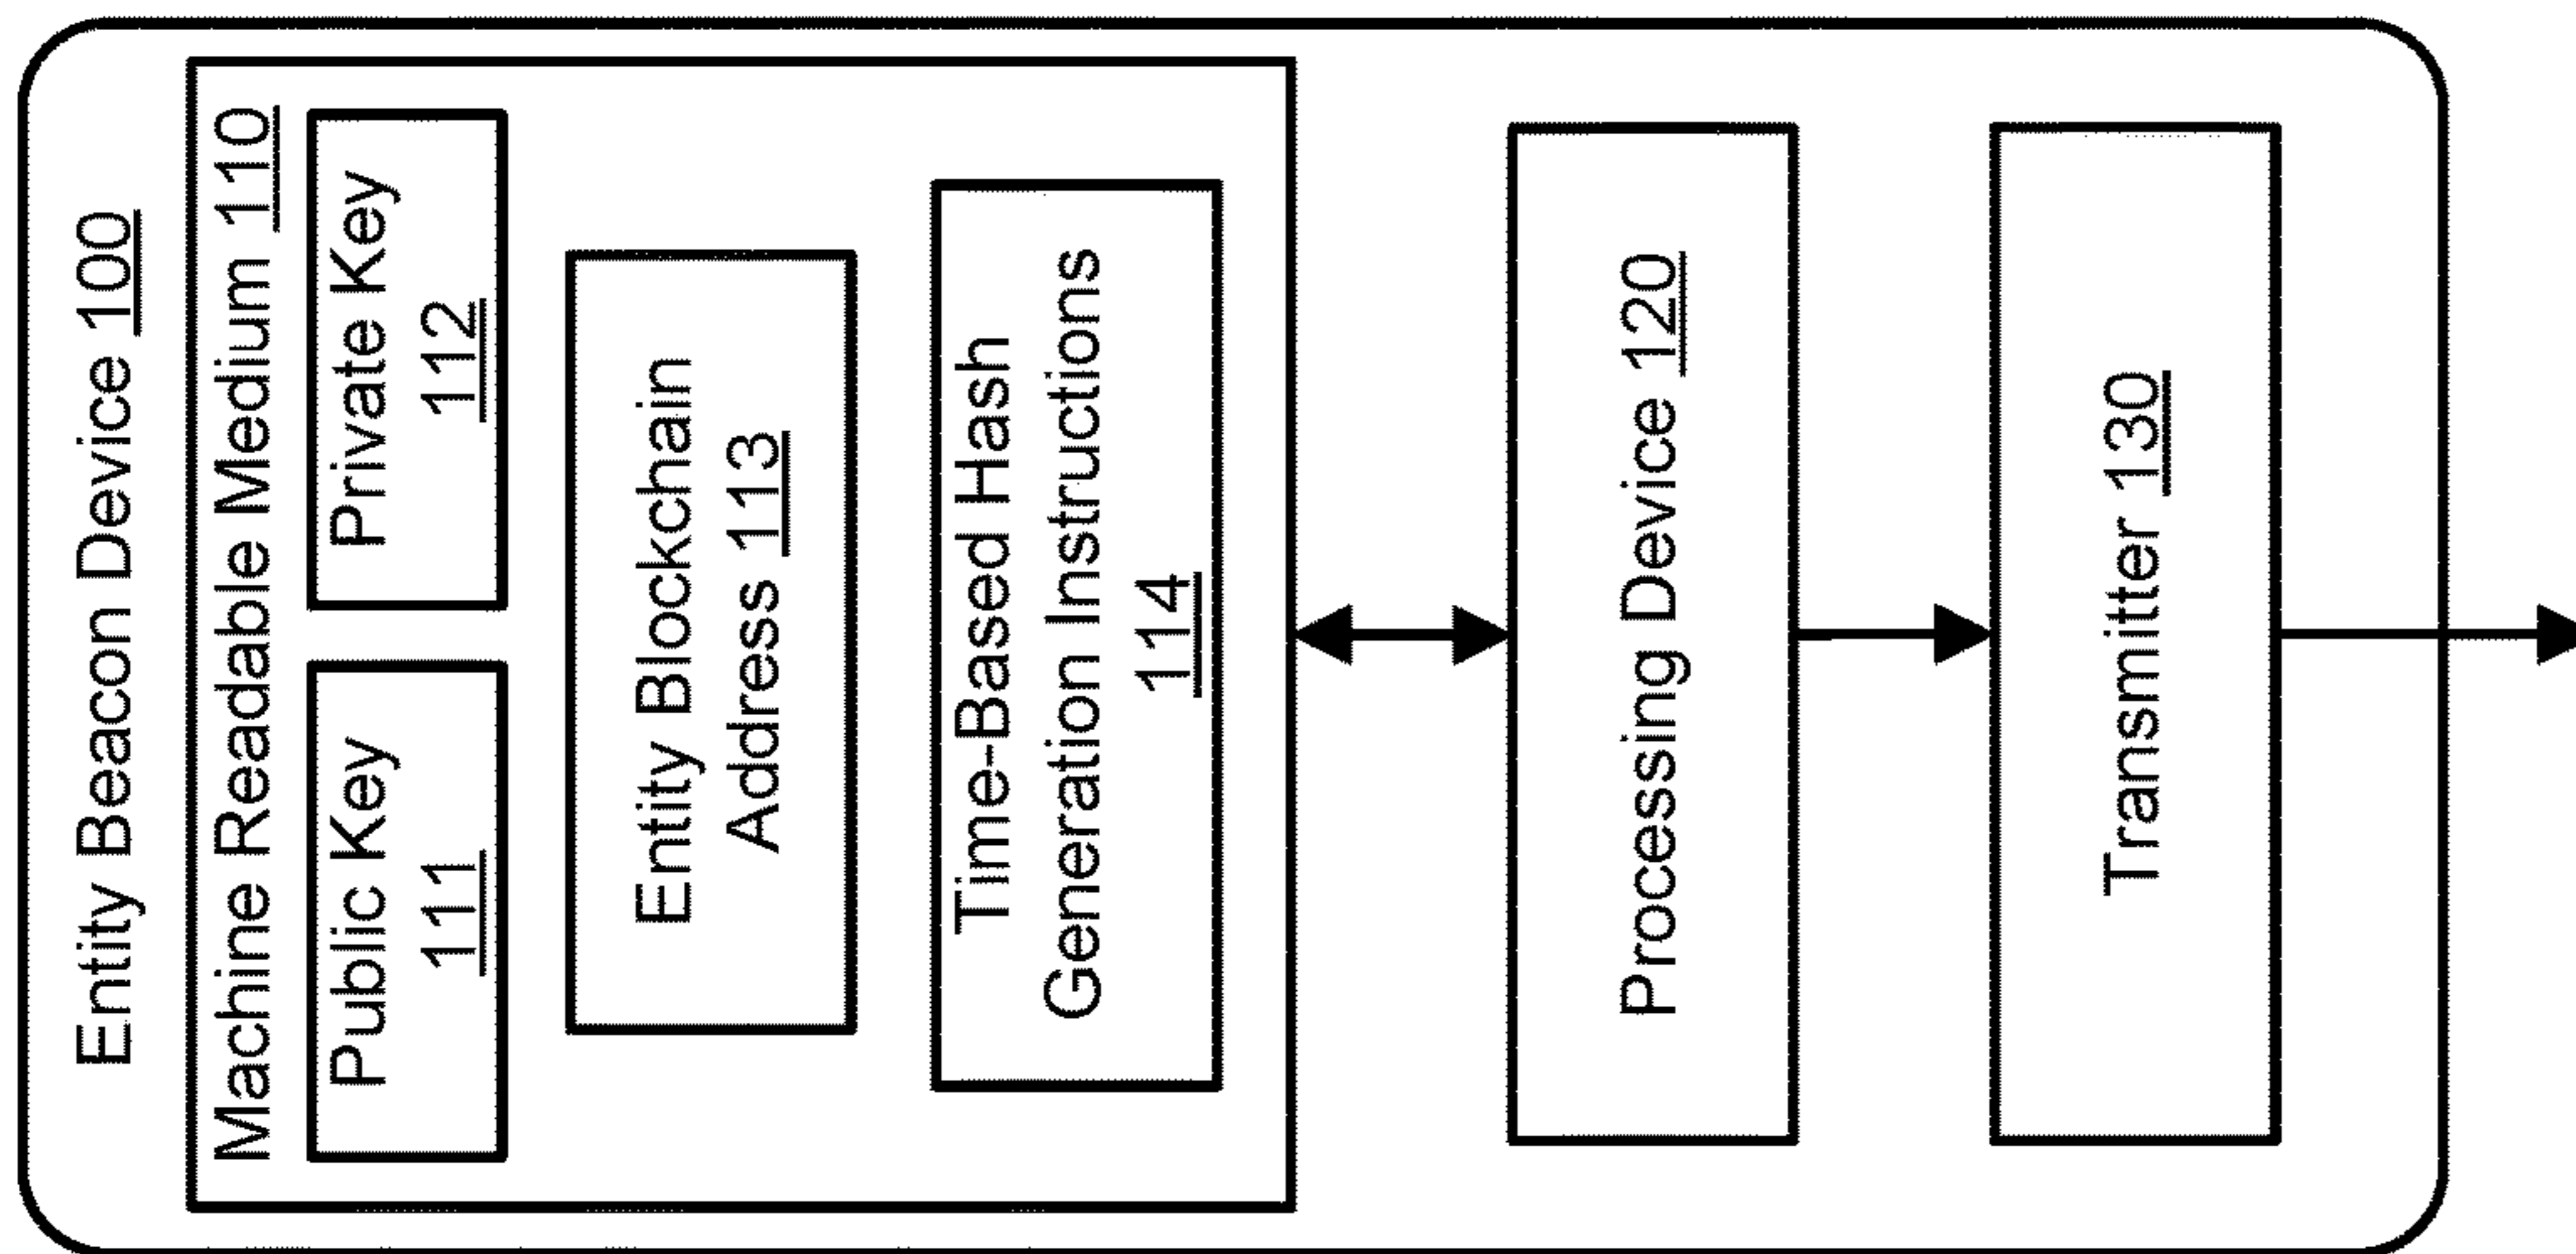 Entity Beacon Device 100
Machine Readable Medium 110
Public Key
111
Private Key
112
Entity Blockchain
Address 113
Time-Based Hash
Generation Instructions
114
Processing Device 120
Transmitter 130